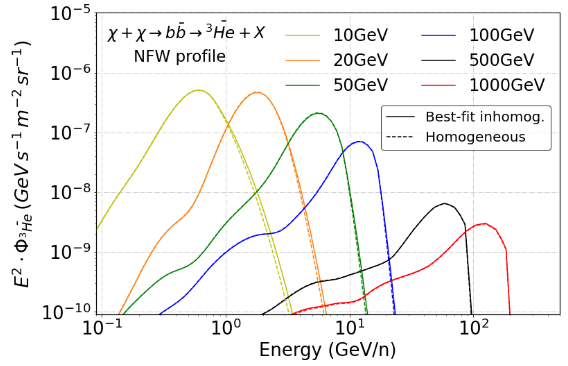 χ + χ → bb̄ → ³H̄e + X
NFW profile
10GeV
20GeV
50GeV
100GeV
500GeV
1000GeV
Best-fit inhomog.
Homogeneous
E² · Φ³H̄e (GeV s⁻¹ m⁻² sr⁻¹)
10⁻⁵
10⁻⁶
10⁻⁷
10⁻⁸
10⁻⁹
10⁻¹⁰
10⁻¹
10⁰
10¹
10²
Energy (GeV/n)